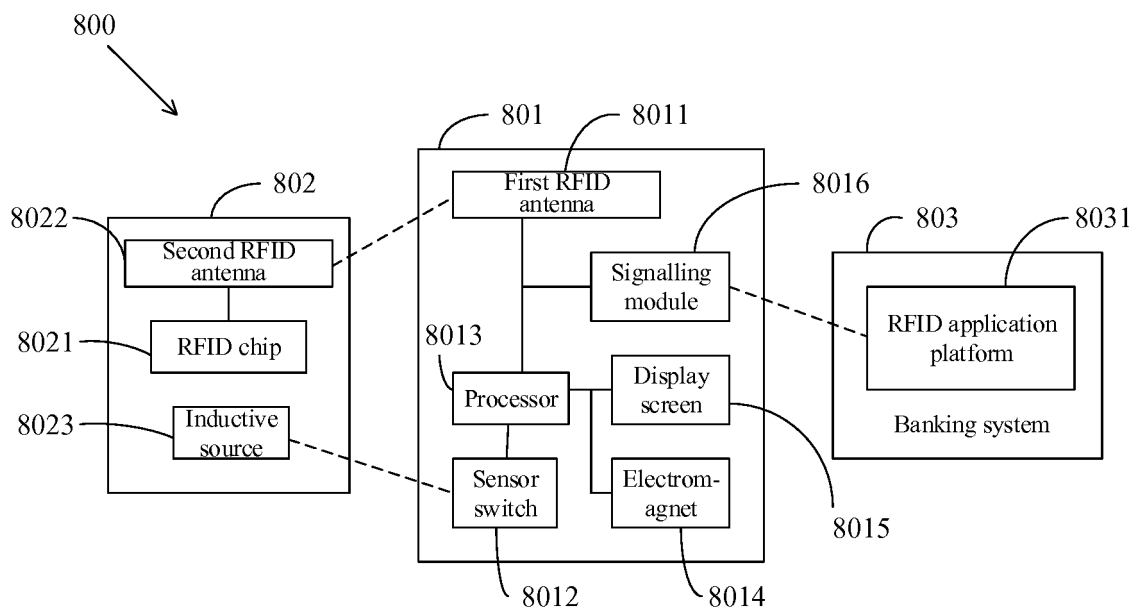 800
801
8011
802
8016
8022
First RFID
antenna
803
8031
Second RFID
antenna
Signalling
module
RFID application
platform
8021
RFID chip
8013
Processor
Display
screen
8023
Inductive
source
Banking system
Sensor
switch
Electrom-
agnet
8015
8012
8014